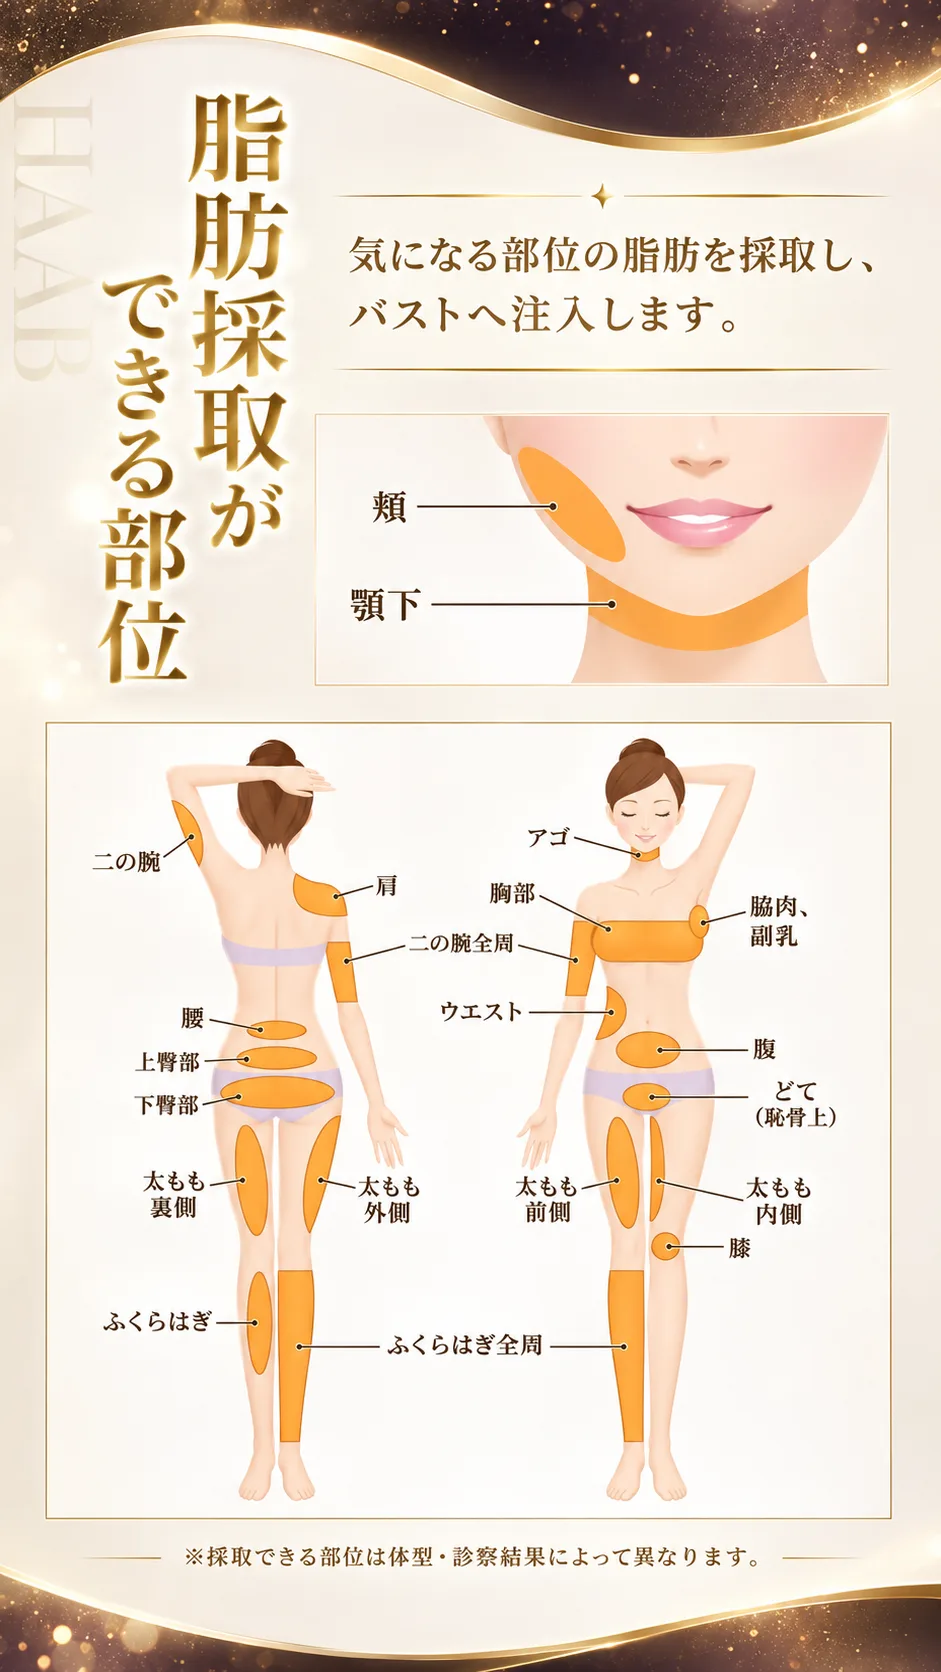 HAAB
脂肪採取が
できる部位
気になる部位の脂肪を採取し、
バストへ注入します。
頬
顎下
二の腕
肩
二の腕全周
腰
上臀部
下臀部
太もも
裏側
太もも
外側
ふくらはぎ
ふくらはぎ全周
アゴ
胸部
脇肉、
副乳
ウエスト
腹
どて
（恥骨上）
太もも
前側
太もも
内側
膝
※採取できる部位は体型・診察結果によって異なります。